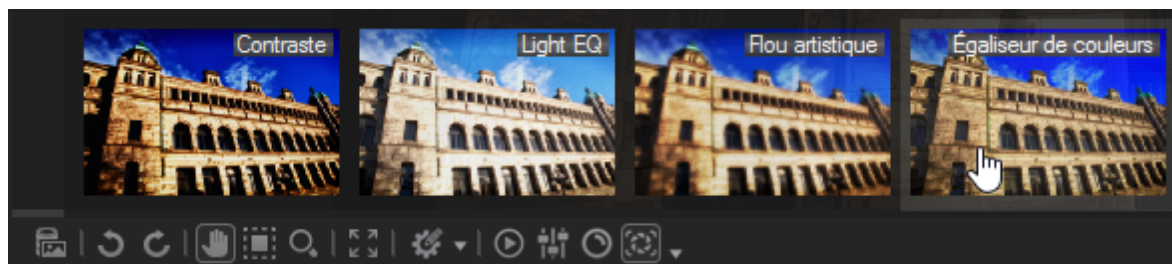 Contraste
Light EQ
Flou artistique
Égaliseur de couleurs